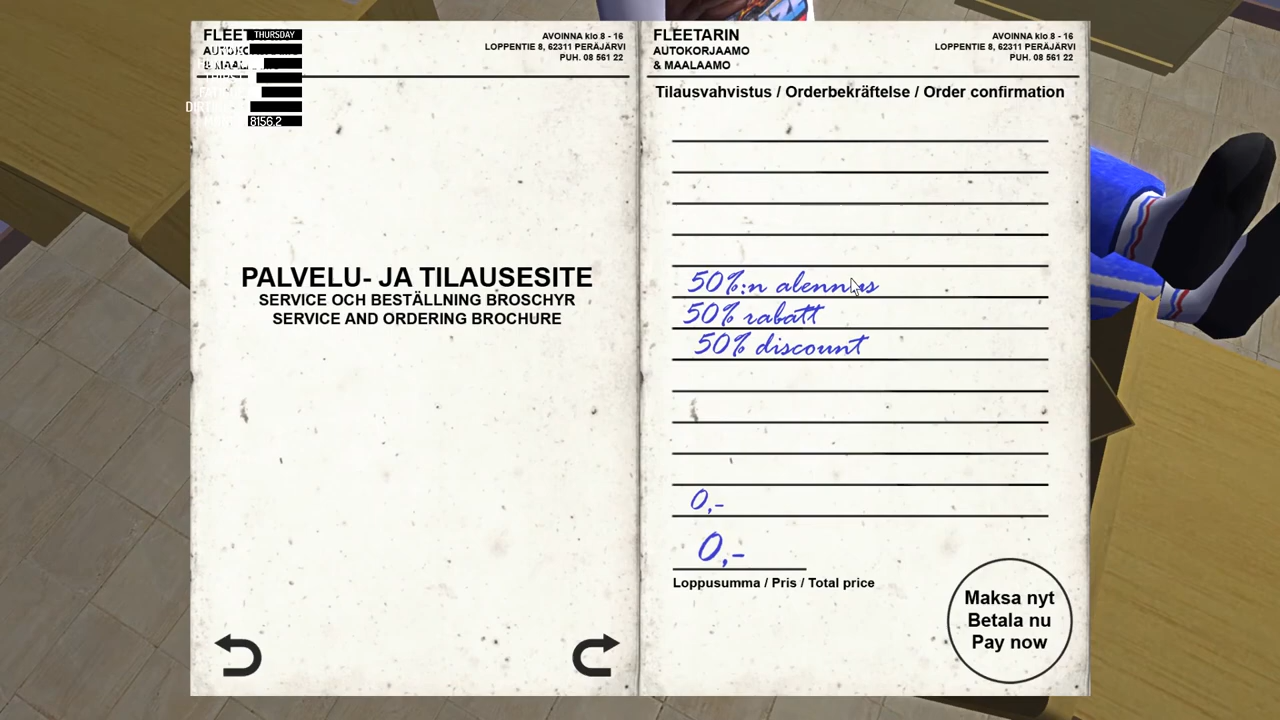 FLEET
THURSDAY
AUTOKO
& MAAL
DIR
8156.2
AVOINNA klo 8 - 16
LOPPENTIE 8, 62311 PERÄJÄRVI
PUH. 08 561 22
PALVELU- JA TILAUSESITE
SERVICE OCH BESTÄLLNING BROSCHYR
SERVICE AND ORDERING BROCHURE
FLEETARIN
AUTOKORJAAMO
& MAALAAMO
AVOINNA klo 8 - 16
LOPPENTIE 8, 62311 PERÄJÄRVI
PUH. 08 561 22
Tilausvahvistus / Orderbekräftelse / Order confirmation
50%:n alennus
50% rabatt
50% discount
0,-
0,-
Loppusumma / Pris / Total price
Maksa nyt
Betala nu
Pay now